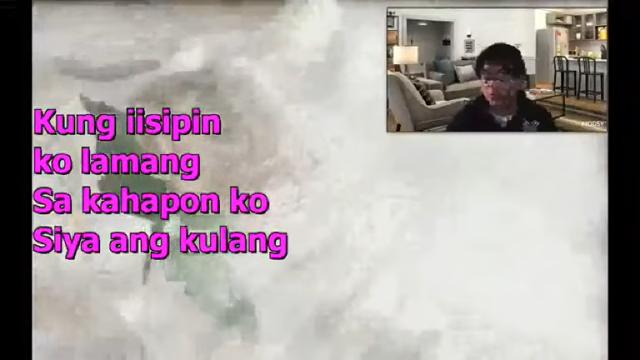 Kung iisipin
ko lamang
Sa kahapon ko
Siya ang kulang